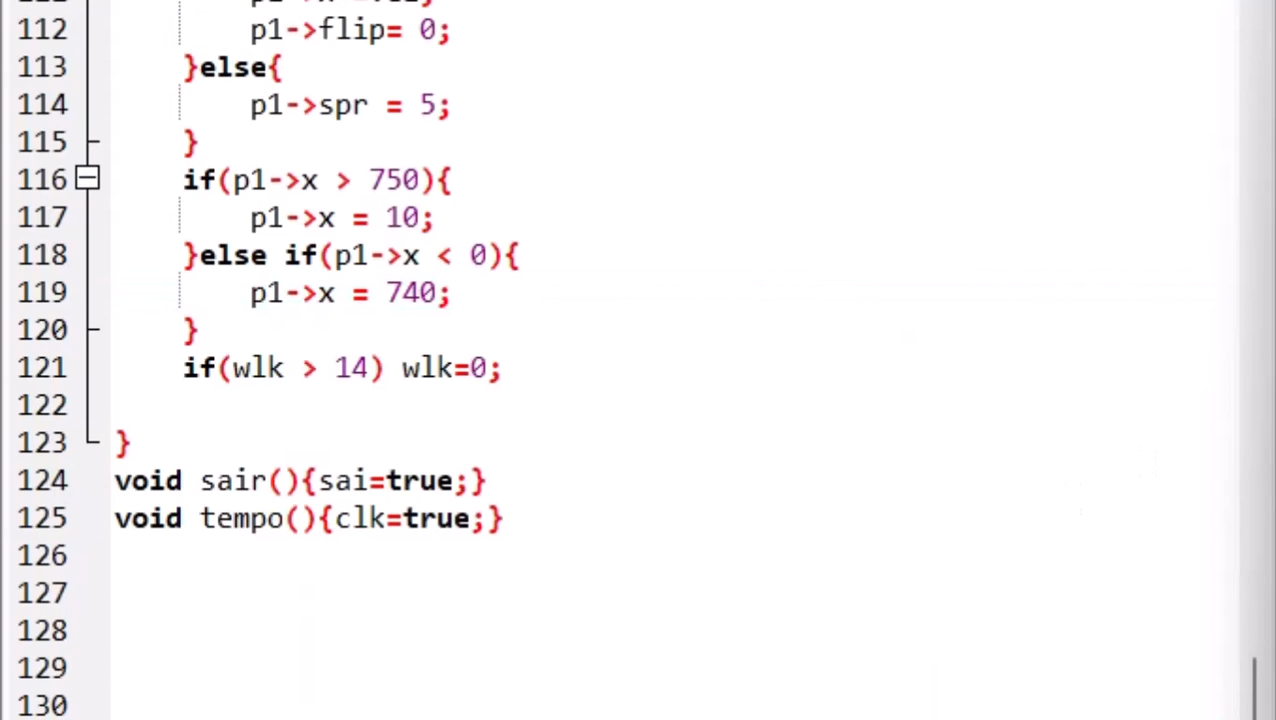 112 p1->flip= 0;
113 }else{
114 p1->spr = 5;
115 }
116 if(p1->x > 750){
117 p1->x = 10;
118 }else if(p1->x < 0){
119 p1->x = 740;
120 }
121 if(wlk > 14) wlk=0;
122
123 }
124 void sair(){sai=true;}
125 void tempo(){clk=true;}
126
127
128
129
130